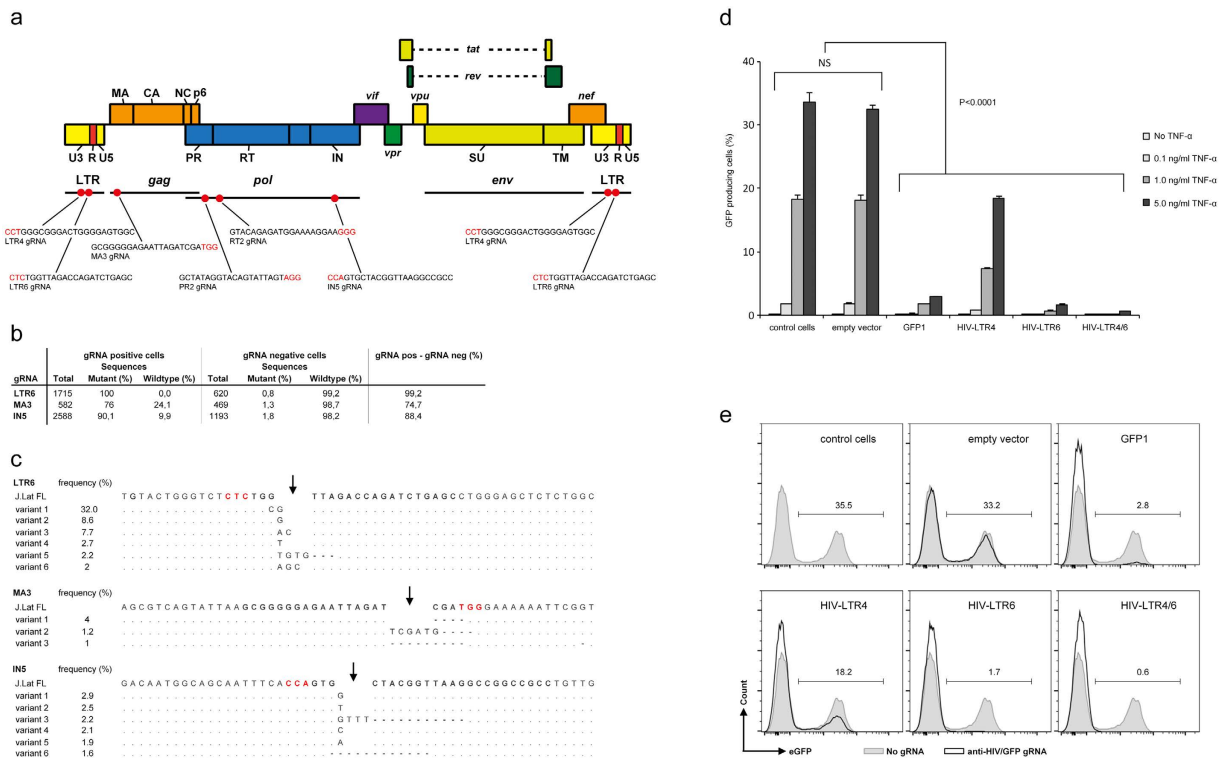 a
tat
rev
MA CA NC p6 vif vpu nef
U3 R U5 PR RT IN vpr SU TM U3 R U5
LTR gag pol env LTR
CCTGGGCGGGACTGGGGAGTGGC
LTR4 gRNA
GCGGGGGAGAATTAGATCGATGG
MA3 gRNA
GTACAGAGATGGAAAAGGAAGGG
RT2 gRNA
CCTGGGCGGGACTGGGGAGTGGC
LTR4 gRNA
CTCTGGTTAGACCAGATCTGAGC
LTR6 gRNA
GCTATAGGTACAGTATTAGTAGG
PR2 gRNA
CCAGTGCTACGGTTAAGGCCGCC
IN5 gRNA
CTCTGGTTAGACCAGATCTGAGC
LTR6 gRNA
b
gRNA positive cells gRNA negative cells gRNA pos - gRNA neg (%)
Sequences Sequences
gRNA Total Mutant (%) Wildtype (%) Total Mutant (%) Wildtype (%)
LTR6 1715 100 0,0 620 0,8 99,2 99,2
MA3 582 76 24,1 469 1,3 98,7 74,7
IN5 2588 90,1 9,9 1193 1,8 98,2 88,4
c
LTR6 frequency (%)
J.Lat FL TGTACTGGGTCTCTCTGG TTAGACCAGATCTGAGCCTGGGAGCTCTCTGGC
variant 1 32.0 CG
variant 2 8.6 G
variant 3 7.7 AC
variant 4 2.7 T
variant 5 2.2 TGTG---
variant 6 2 AGC
MA3 frequency (%)
J.Lat FL AGCGTCAGTATTAAGCGGGGGAGAATTAGAT CGATGGGAAAAAATTCGGT
variant 1 4 ----
variant 2 1.2 TCGATG----
variant 3 1 -------- -
IN5 frequency (%)
J.Lat FL GACAATGGCAGCAATTTCACCAGTG CTACGGTTAAGGCCGGCCGCCTGTTG
variant 1 2.9 G
variant 2 2.5 T
variant 3 2.2 GTTT----------
variant 4 2.1 C
variant 5 1.9 A
variant 6 1.6 -----------
d
GFP producing cells (%)
40
30
20
10
0
NS
P<0.0001
No TNF-α
0.1 ng/ml TNF-α
1.0 ng/ml TNF-α
5.0 ng/ml TNF-α
control cells empty vector GFP1 HIV-LTR4 HIV-LTR6 HIV-LTR4/6
e
control cells empty vector GFP1
35.5 33.2 2.8
HIV-LTR4 HIV-LTR6 HIV-LTR4/6
18.2 1.7 0.6
Count
eGFP No gRNA anti-HIV/GFP gRNA